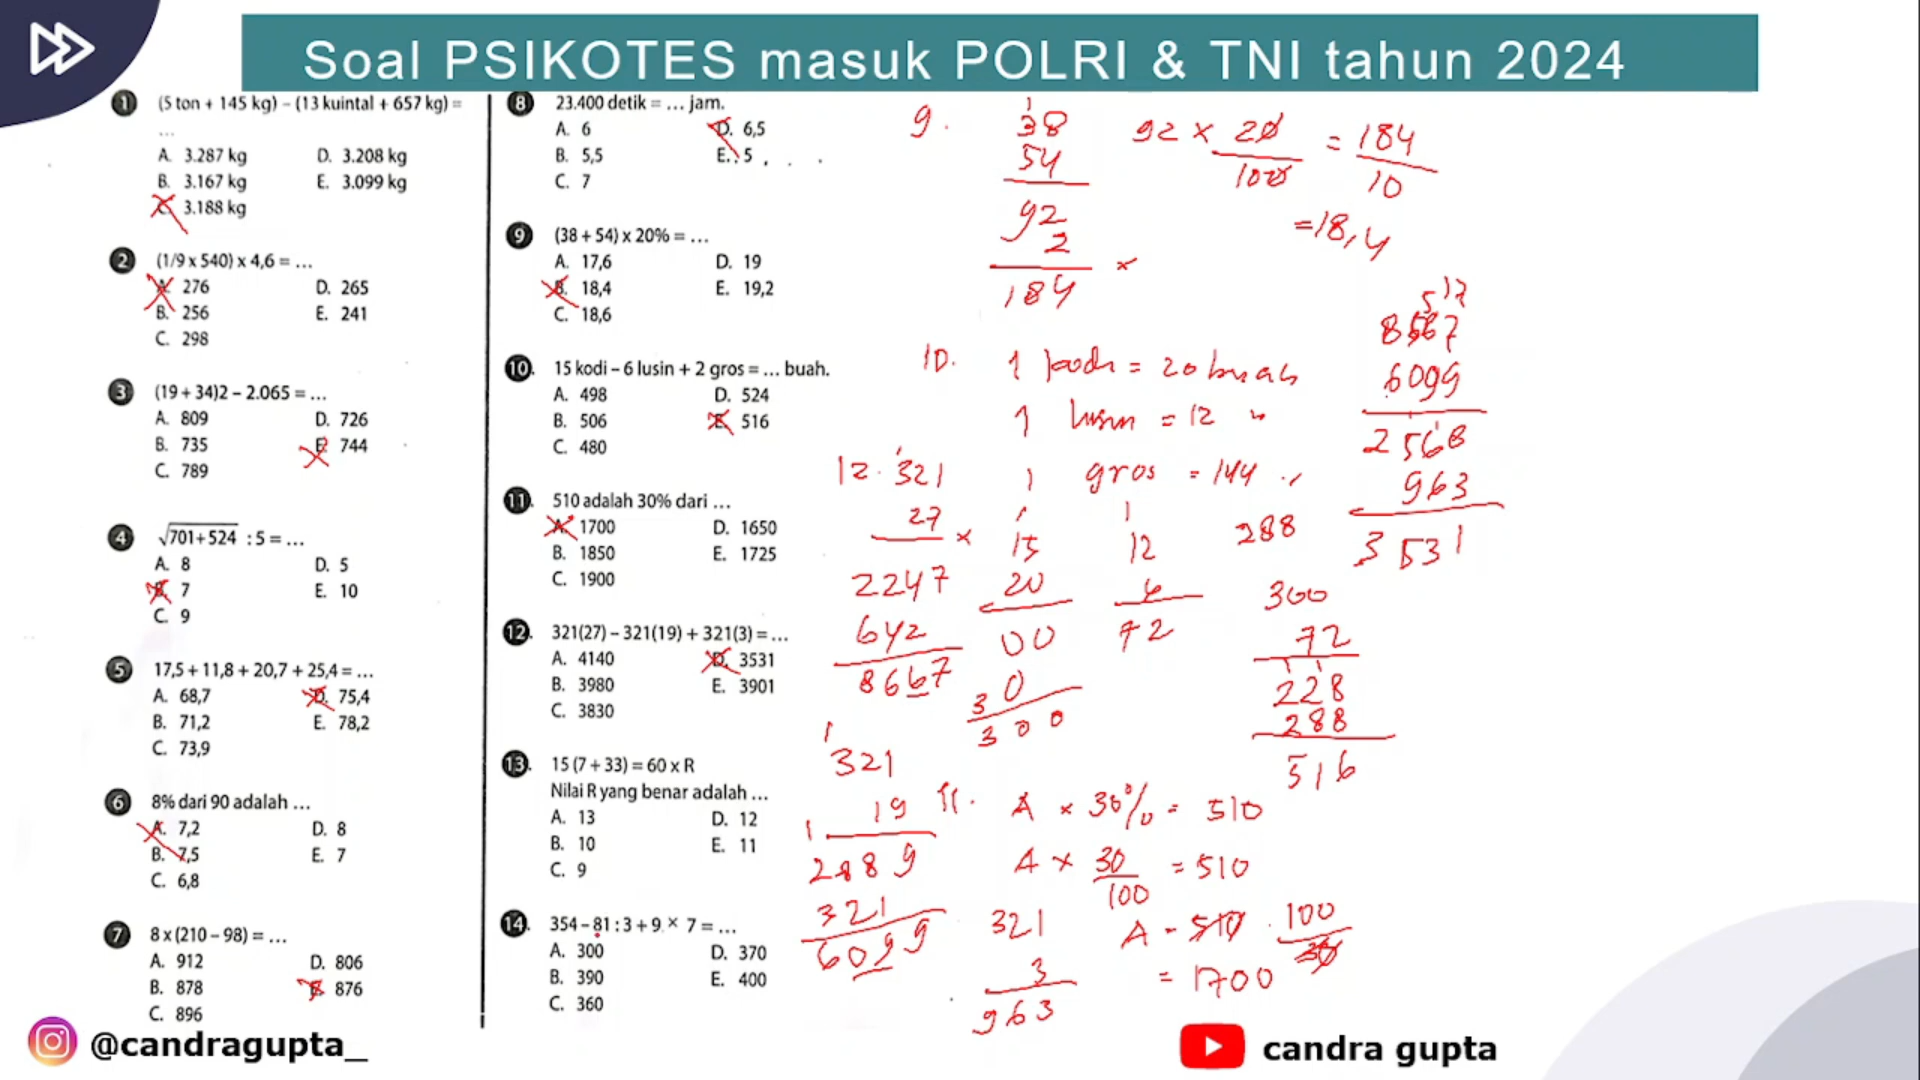 Soal PSIKOTES masuk POLRI & TNI tahun 2024
1 (5 ton + 145 kg) – (13 kuintal + 657 kg) =
...
A. 3.287 kg D. 3.208 kg
B. 3.167 kg E. 3.099 kg
C. 3.188 kg
2 (1/9 x 540) x 4,6 = ...
A. 276 D. 265
B. 256 E. 241
C. 298
3 (19 + 34)2 – 2.065 = ...
A. 809 D. 726
B. 735 E. 744
C. 789
4 √701+524 : 5 = ...
A. 8 D. 5
B. 7 E. 10
C. 9
5 17,5 + 11,8 + 20,7 + 25,4 = ...
A. 68,7 D. 75,4
B. 71,2 E. 78,2
C. 73,9
6 8% dari 90 adalah ...
A. 7,2 D. 8
B. 7,5 E. 7
C. 6,8
7 8 x (210 – 98) = ...
A. 912 D. 806
B. 878 E. 876
C. 896
8 23.400 detik = ... jam.
A. 6 D. 6,5
B. 5,5 E. 5
C. 7
9 (38 + 54) x 20% = ...
A. 17,6 D. 19
B. 18,4 E. 19,2
C. 18,6
10. 15 kodi – 6 lusin + 2 gros = ... buah.
A. 498 D. 524
B. 506 E. 516
C. 480
11. 510 adalah 30% dari ...
A. 1700 D. 1650
B. 1850 E. 1725
C. 1900
12. 321(27) – 321(19) + 321(3) = ...
A. 4140 D. 3531
B. 3980 E. 3901
C. 3830
13. 15 (7 + 33) = 60 x R
Nilai R yang benar adalah ...
A. 13 D. 12
B. 10 E. 11
C. 9
14. 354 – 81 : 3 + 9 × 7 = ...
A. 300 D. 370
B. 390 E. 400
C. 360
9. 1
38
54
92
2 ×
184
92 × 20
100
= 184
10
= 18,4
10. 1 kodi = 20 buah
1 lusin = 12 "
1 gros = 144 "
1
15
20
00
30
300
1
12
6
72
288
300
72
228
288
516
12. 321
27 ×
2247
642
8667
1
321
19
2889
321
6099
321
3
963
5 17
8667
6099
2568
963
3531
11. A × 30% = 510
A × 30 = 510
100
A = 510 . 100
30
= 1700
@candragupta_
candra gupta